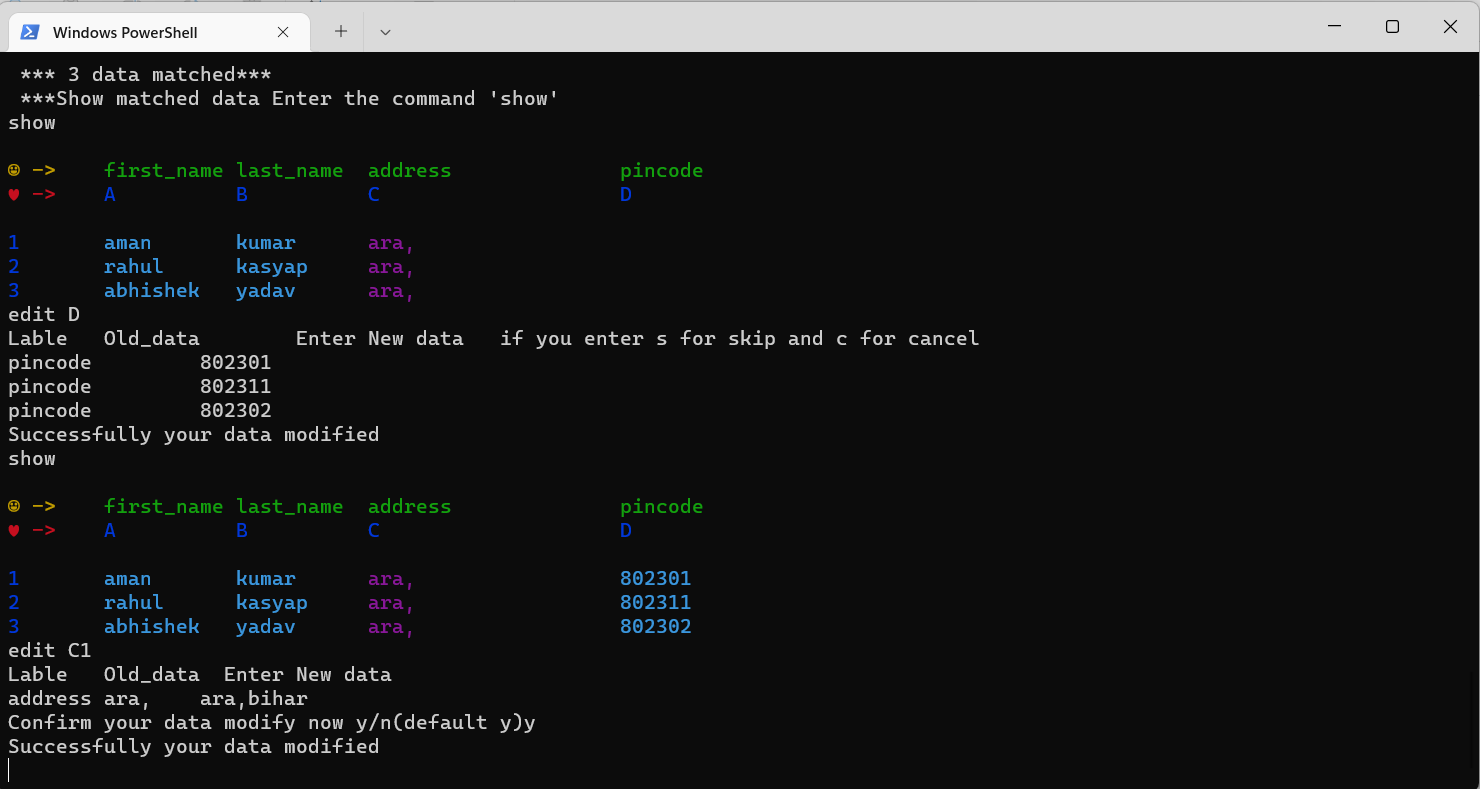 Windows PowerShell
*** 3 data matched***
***Show matched data Enter the command 'show'
show
-> first_name last_name address pincode
-> A B C D
1 aman kumar ara,
2 rahul kasyap ara,
3 abhishek yadav ara,
edit D
Lable Old_data Enter New data if you enter s for skip and c for cancel
pincode 802301
pincode 802311
pincode 802302
Successfully your data modified
show
-> first_name last_name address pincode
-> A B C D
1 aman kumar ara, 802301
2 rahul kasyap ara, 802311
3 abhishek yadav ara, 802302
edit C1
Lable Old_data Enter New data
address ara, ara,bihar
Confirm your data modify now y/n(default y)y
Successfully your data modified